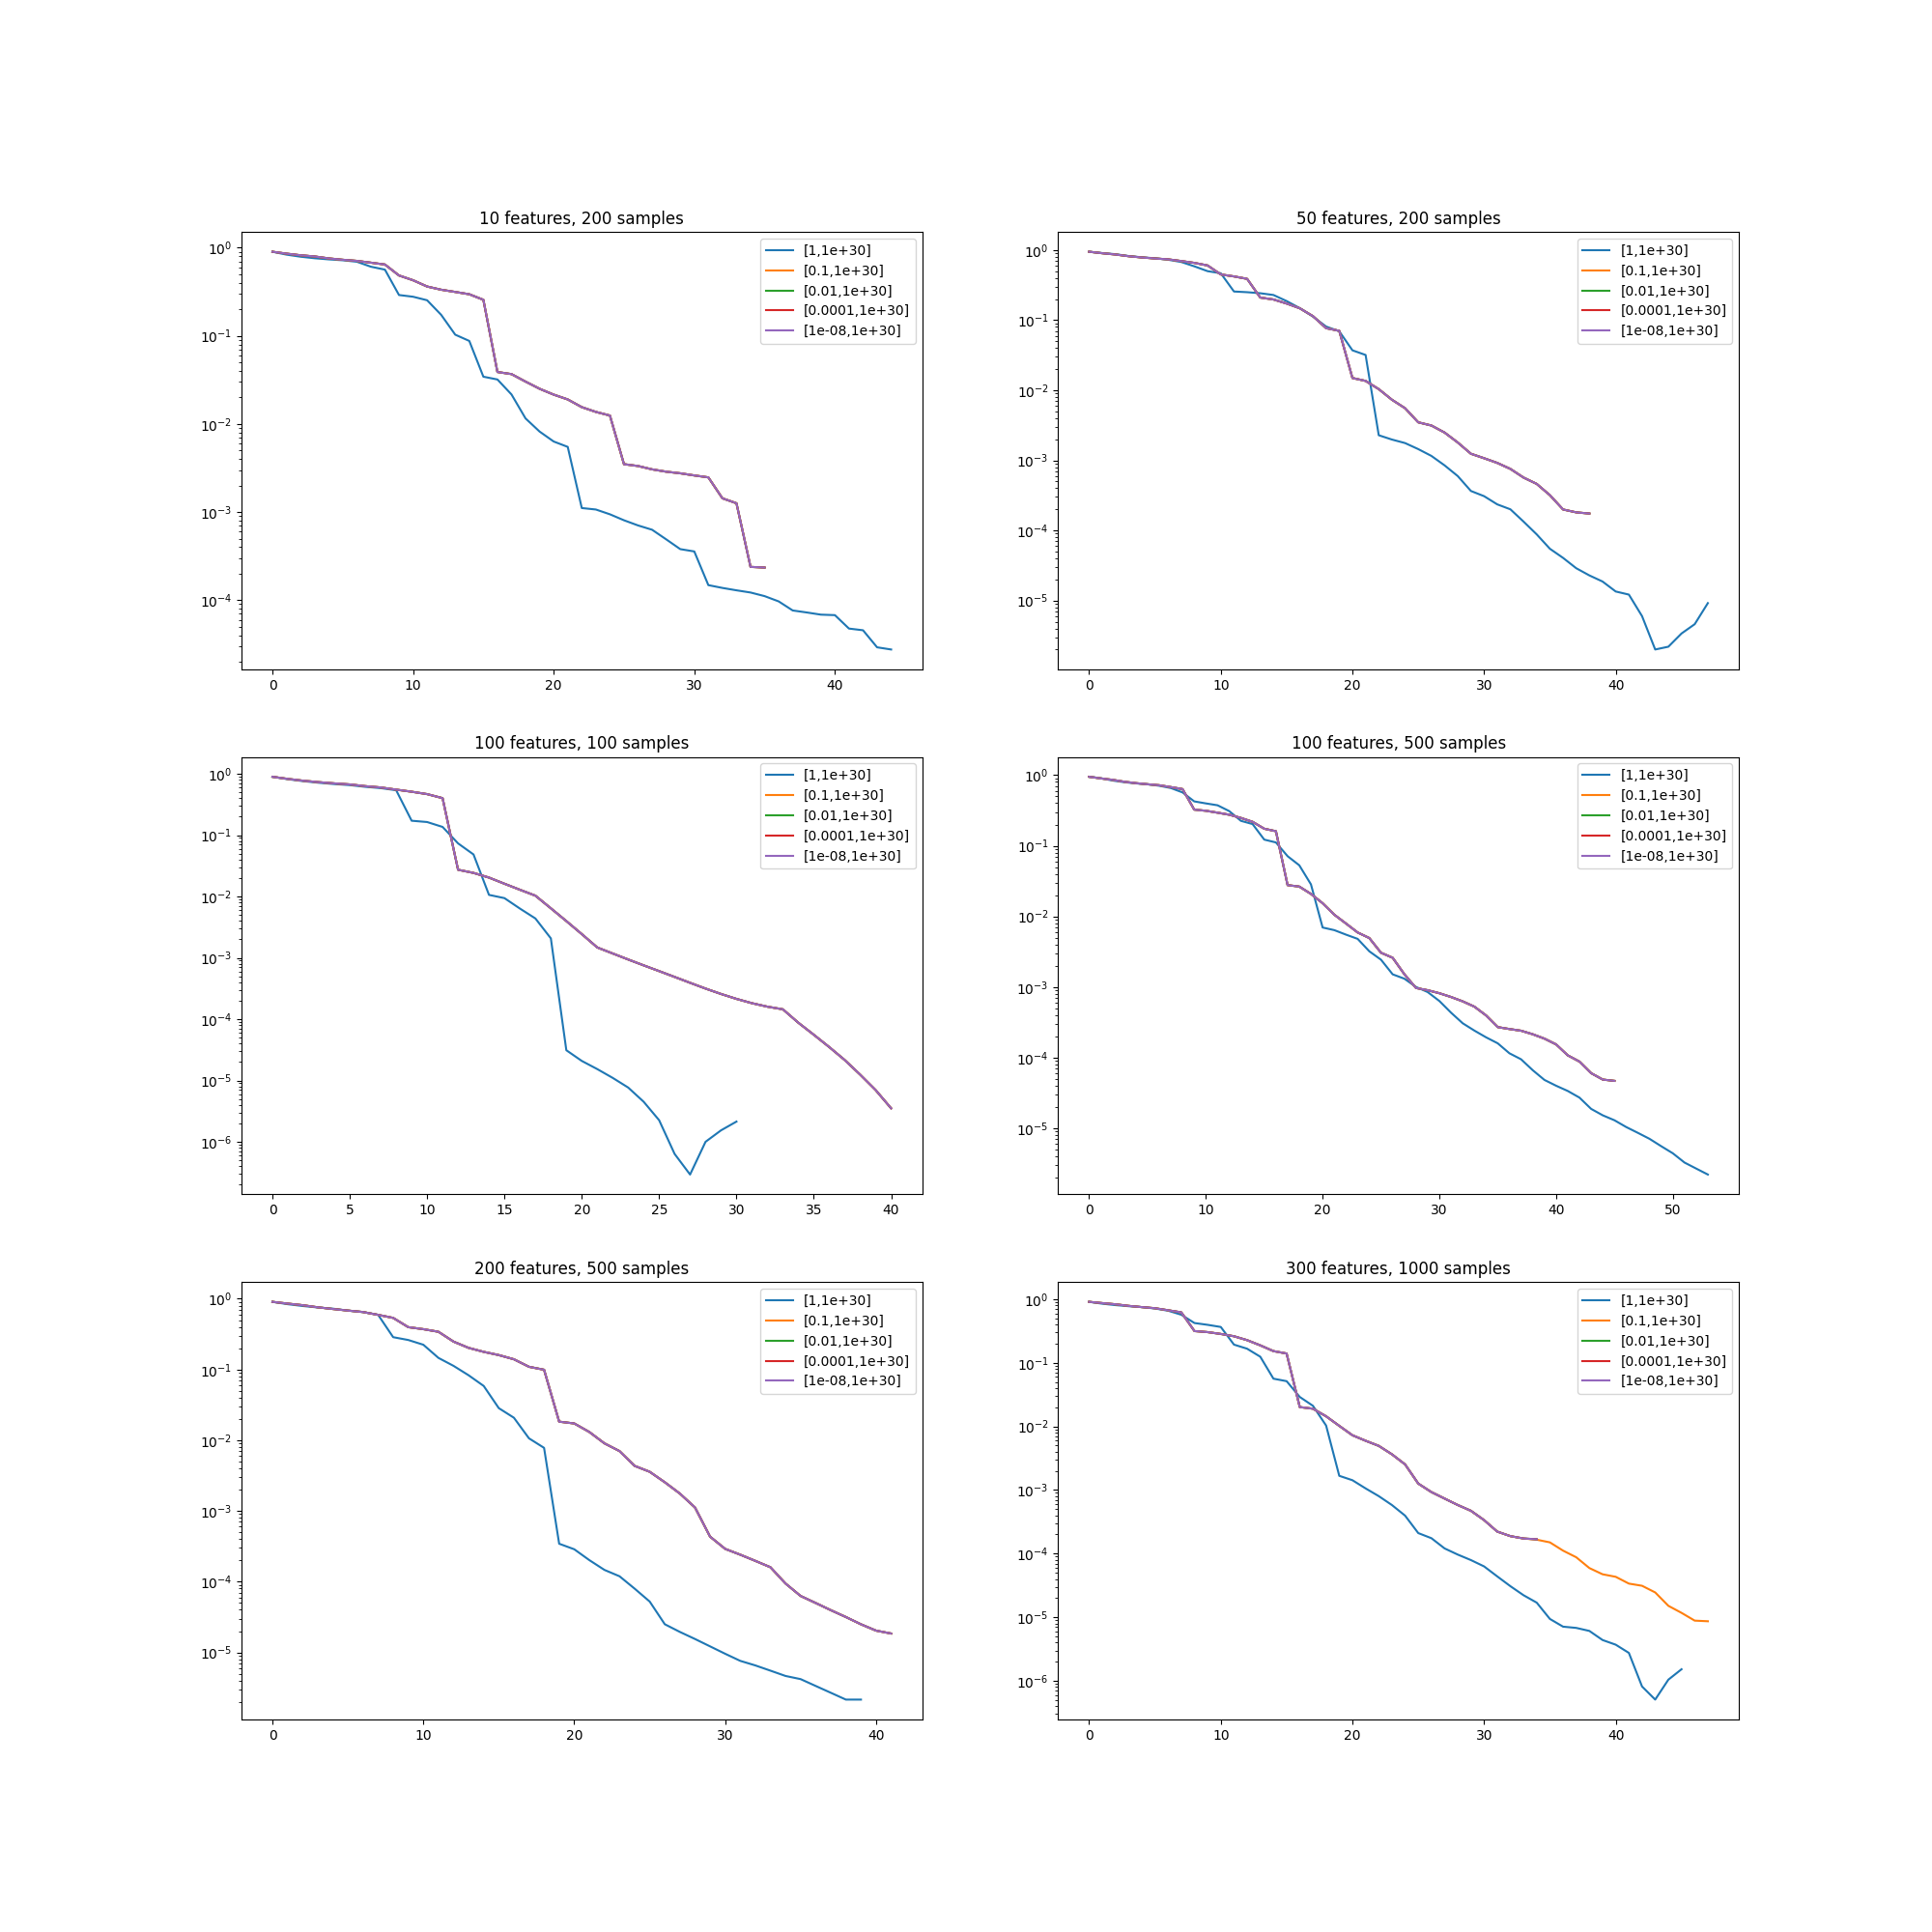 10 features, 200 samples
10⁰
10⁻¹
10⁻²
10⁻³
10⁻⁴
0 10 20 30 40
[1,1e+30]
[0.1,1e+30]
[0.01,1e+30]
[0.0001,1e+30]
[1e-08,1e+30]
50 features, 200 samples
10⁰
10⁻¹
10⁻²
10⁻³
10⁻⁴
10⁻⁵
0 10 20 30 40
[1,1e+30]
[0.1,1e+30]
[0.01,1e+30]
[0.0001,1e+30]
[1e-08,1e+30]
100 features, 100 samples
10⁰
10⁻¹
10⁻²
10⁻³
10⁻⁴
10⁻⁵
10⁻⁶
0 5 10 15 20 25 30 35 40
[1,1e+30]
[0.1,1e+30]
[0.01,1e+30]
[0.0001,1e+30]
[1e-08,1e+30]
100 features, 500 samples
10⁰
10⁻¹
10⁻²
10⁻³
10⁻⁴
10⁻⁵
0 10 20 30 40 50
[1,1e+30]
[0.1,1e+30]
[0.01,1e+30]
[0.0001,1e+30]
[1e-08,1e+30]
200 features, 500 samples
10⁰
10⁻¹
10⁻²
10⁻³
10⁻⁴
10⁻⁵
0 10 20 30 40
[1,1e+30]
[0.1,1e+30]
[0.01,1e+30]
[0.0001,1e+30]
[1e-08,1e+30]
300 features, 1000 samples
10⁰
10⁻¹
10⁻²
10⁻³
10⁻⁴
10⁻⁵
10⁻⁶
0 10 20 30 40
[1,1e+30]
[0.1,1e+30]
[0.01,1e+30]
[0.0001,1e+30]
[1e-08,1e+30]